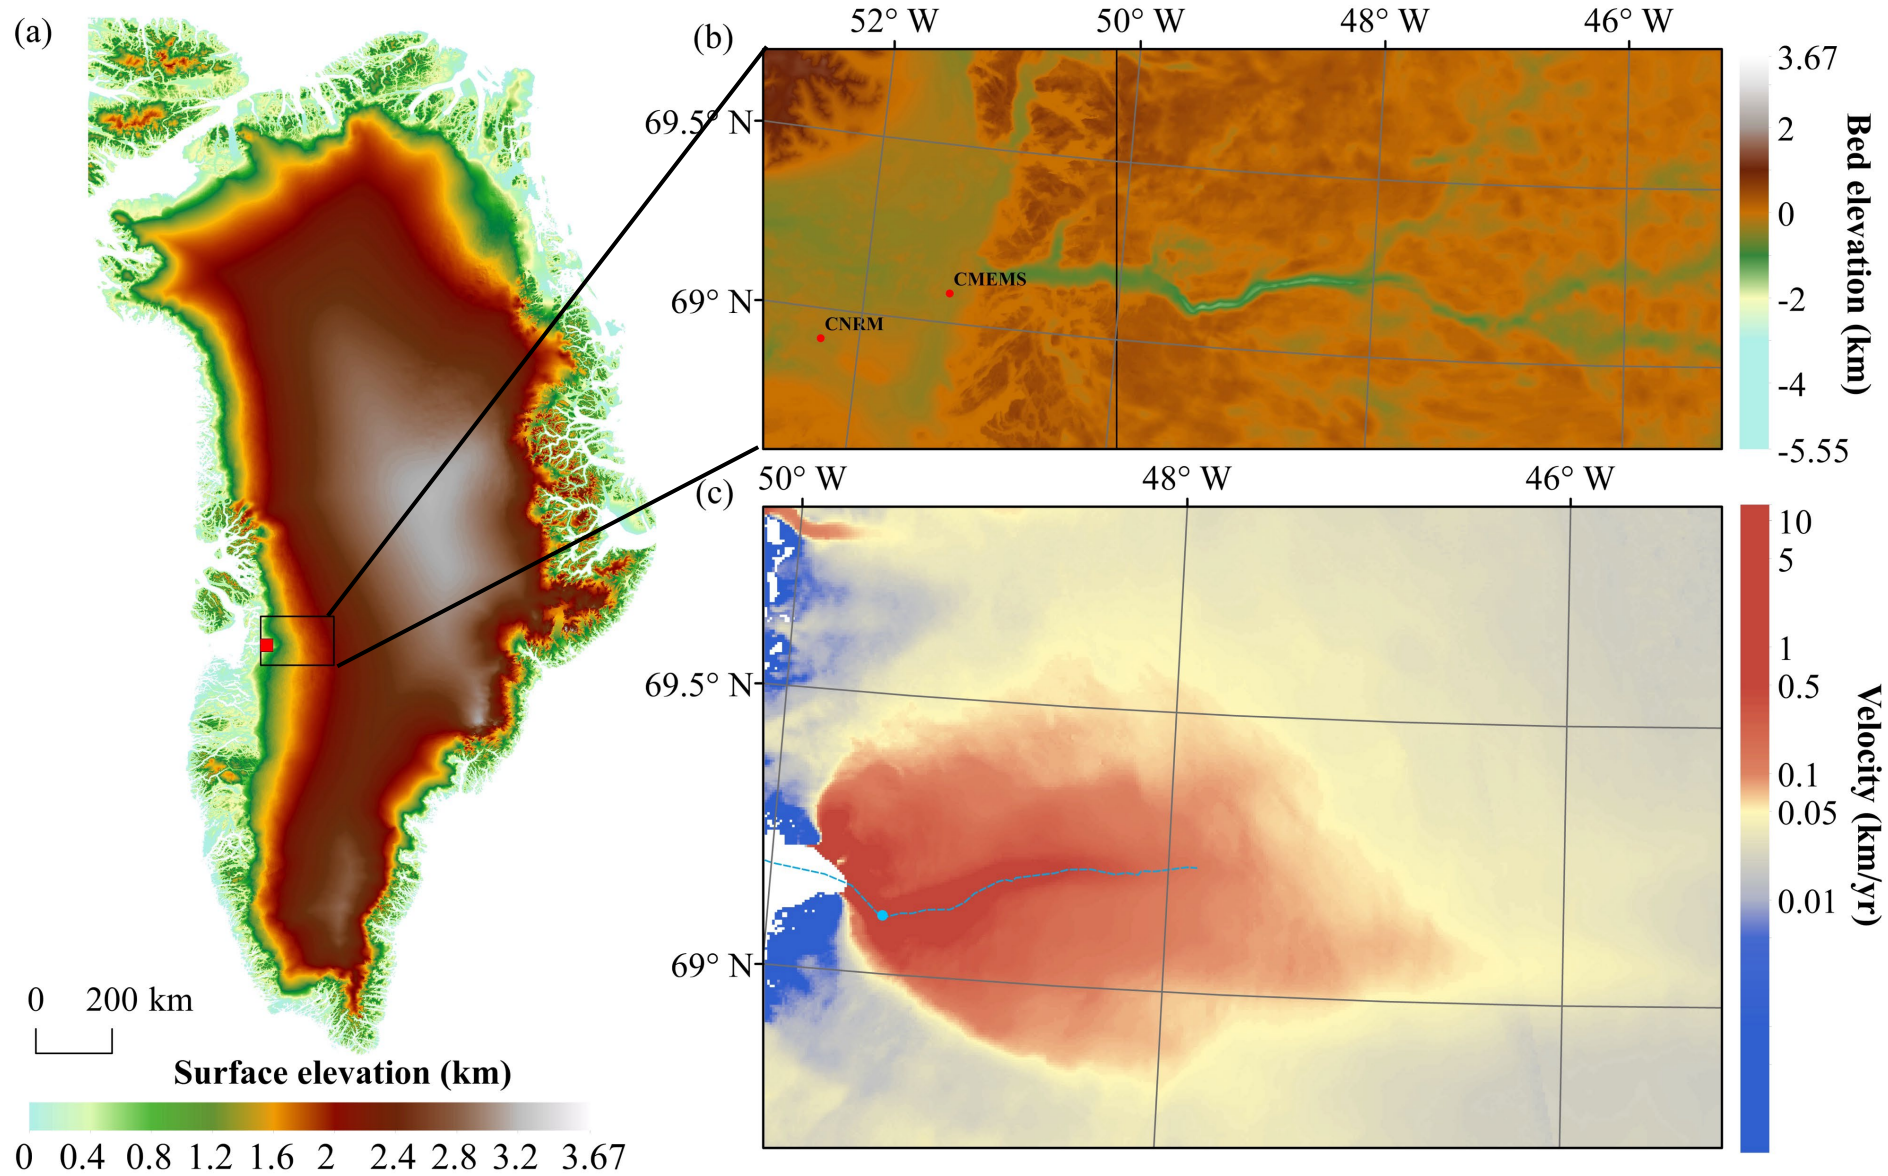 (a)
0 200 km
Surface elevation (km)
0 0.4 0.8 1.2 1.6 2 2.4 2.8 3.2 3.67
(b)
52° W 50° W 48° W 46° W
69.5° N
69° N
CMEMS
CNRM
3.67
2
0
-2
-4
-5.55
Bed elevation (km)
(c)
50° W 48° W 46° W
69.5° N
69° N
10
5
1
0.5
0.1
0.05
0.01
Velocity (km/yr)